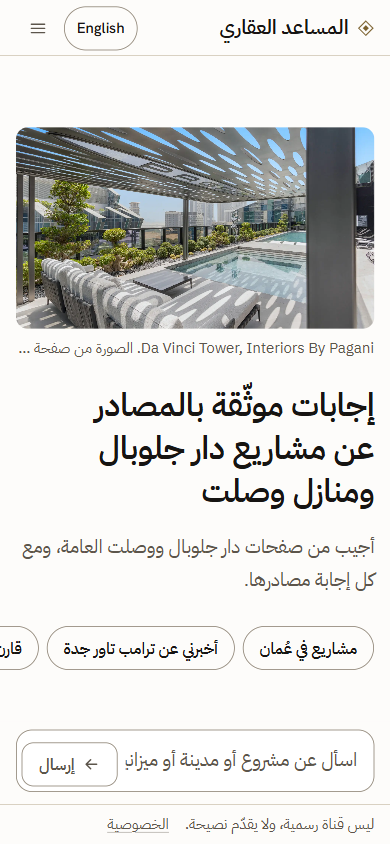 المساعد العقاري
English
Da Vinci Tower, Interiors By Pagani. الصورة من صفحة ...
إجابات موثّقة بالمصادر
عن مشاريع دار جلوبال
ومنازل وصلت
أجيب من صفحات دار جلوبال ووصلت العامة، ومع
كل إجابة مصادرها.
مشاريع في عُمان
أخبرني عن ترامب تاور جدة
قارن
اسأل عن مشروع أو مدينة أو ميزاني
إرسال ←
ليس قناة رسمية، ولا يقدّم نصيحة. الخصوصية